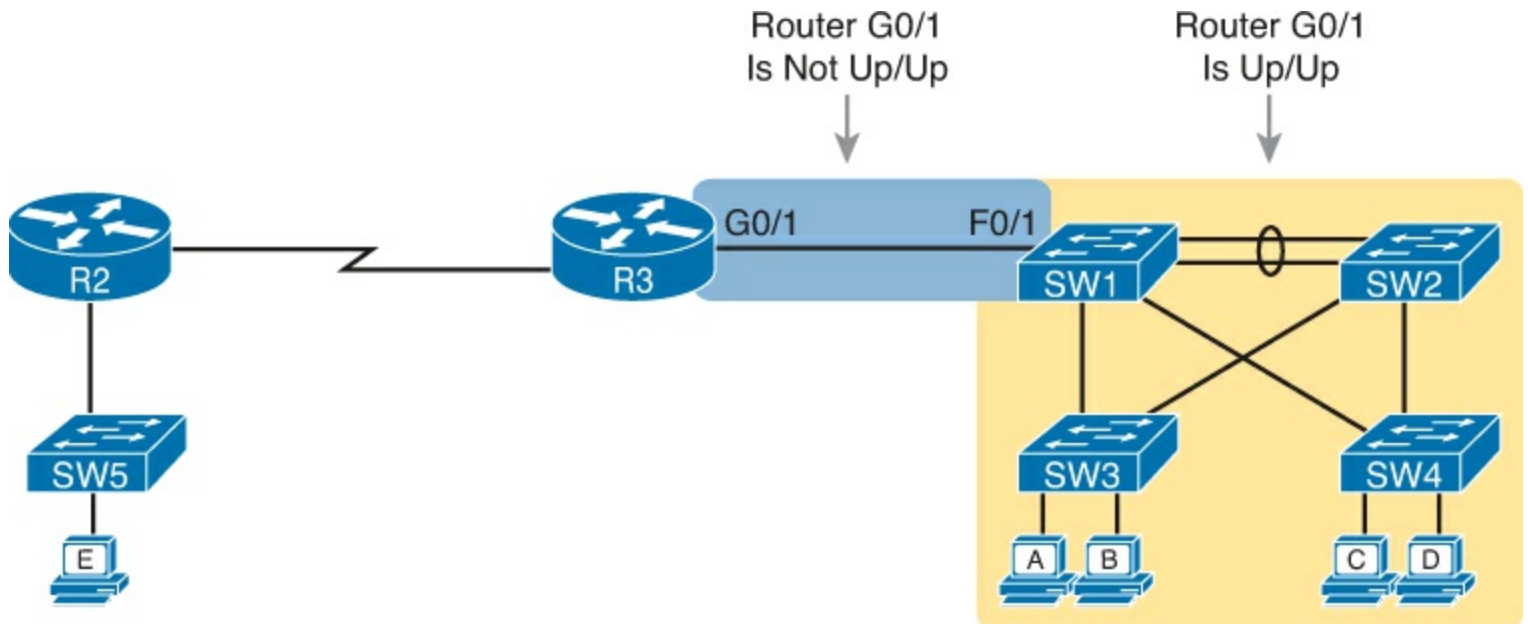 Router G0/1
Is Not Up/Up
Router G0/1
Is Up/Up
G0/1
F0/1
R2
R3
SW1
SW2
SW5
SW3
SW4
E
A
B
C
D